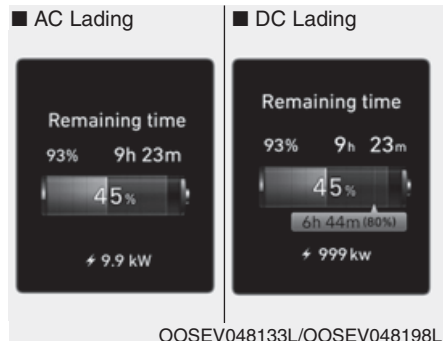 ■ AC Lading
Remaining time
93% 9h 23m
45%
9.9 kW
■ DC Lading
Remaining time
93% 9h 23m
45%
6h 44m (80%)
999 kw
OOSEV048133L/OOSEV048198L